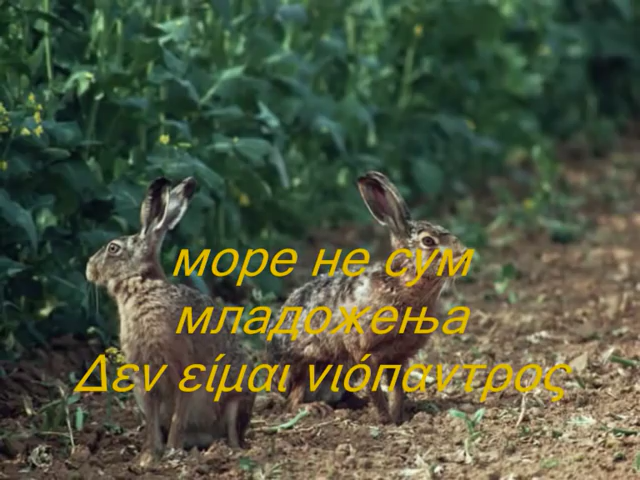 море не сум
младожења
Δεν είμαι νιόπαντρος